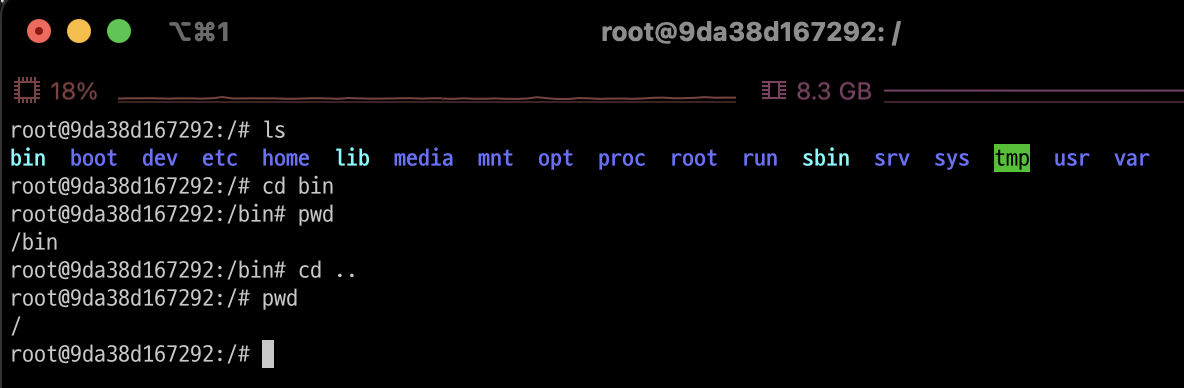 ⌥⌘1 root@9da38d167292: /
18% 8.3 GB
root@9da38d167292:/# ls
bin boot dev etc home lib media mnt opt proc root run sbin srv sys tmp usr var
root@9da38d167292:/# cd bin
root@9da38d167292:/bin# pwd
/bin
root@9da38d167292:/bin# cd ..
root@9da38d167292:/# pwd
/
root@9da38d167292:/#